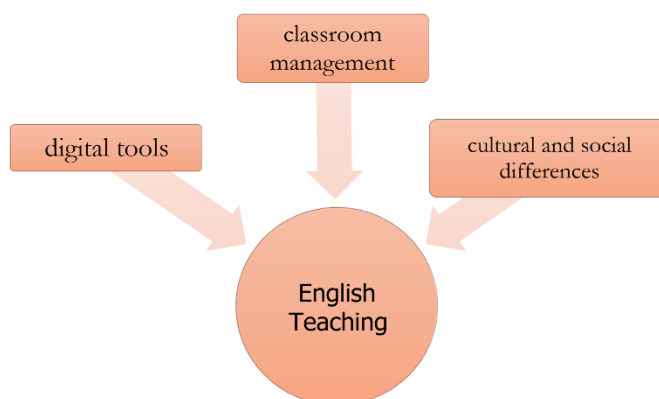 classroom
management
digital tools
cultural and social
differences
English
Teaching